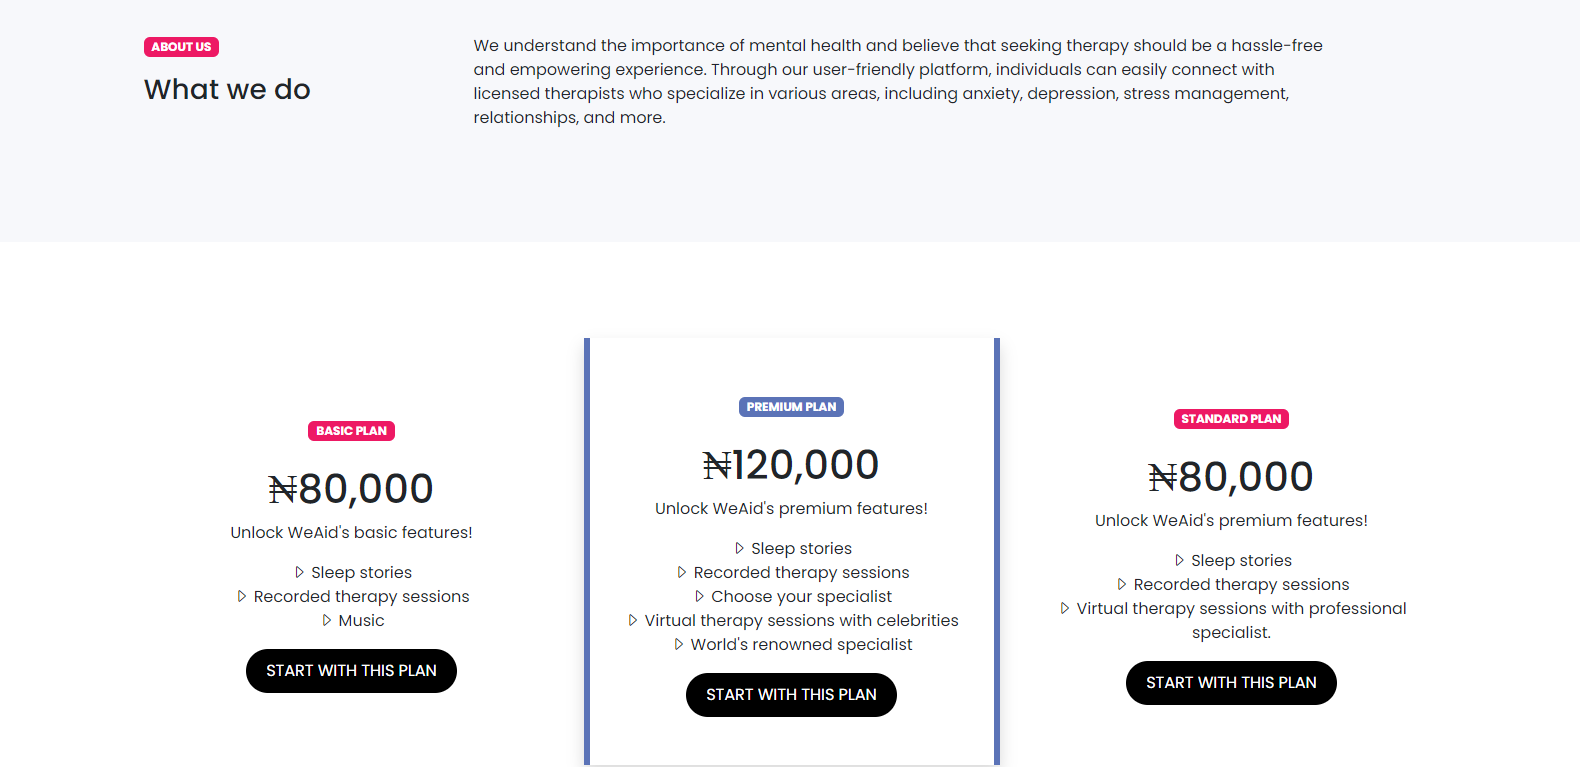 ABOUT US
What we do
We understand the importance of mental health and believe that seeking therapy should be a hassle-free
and empowering experience. Through our user-friendly platform, individuals can easily connect with
licensed therapists who specialize in various areas, including anxiety, depression, stress management,
relationships, and more.
BASIC PLAN
₦80,000
Unlock WeAid's basic features!
Sleep stories
Recorded therapy sessions
Music
START WITH THIS PLAN
PREMIUM PLAN
₦120,000
Unlock WeAid's premium features!
Sleep stories
Recorded therapy sessions
Choose your specialist
Virtual therapy sessions with celebrities
World's renowned specialist
START WITH THIS PLAN
STANDARD PLAN
₦80,000
Unlock WeAid's premium features!
Sleep stories
Recorded therapy sessions
Virtual therapy sessions with professional
specialist.
START WITH THIS PLAN